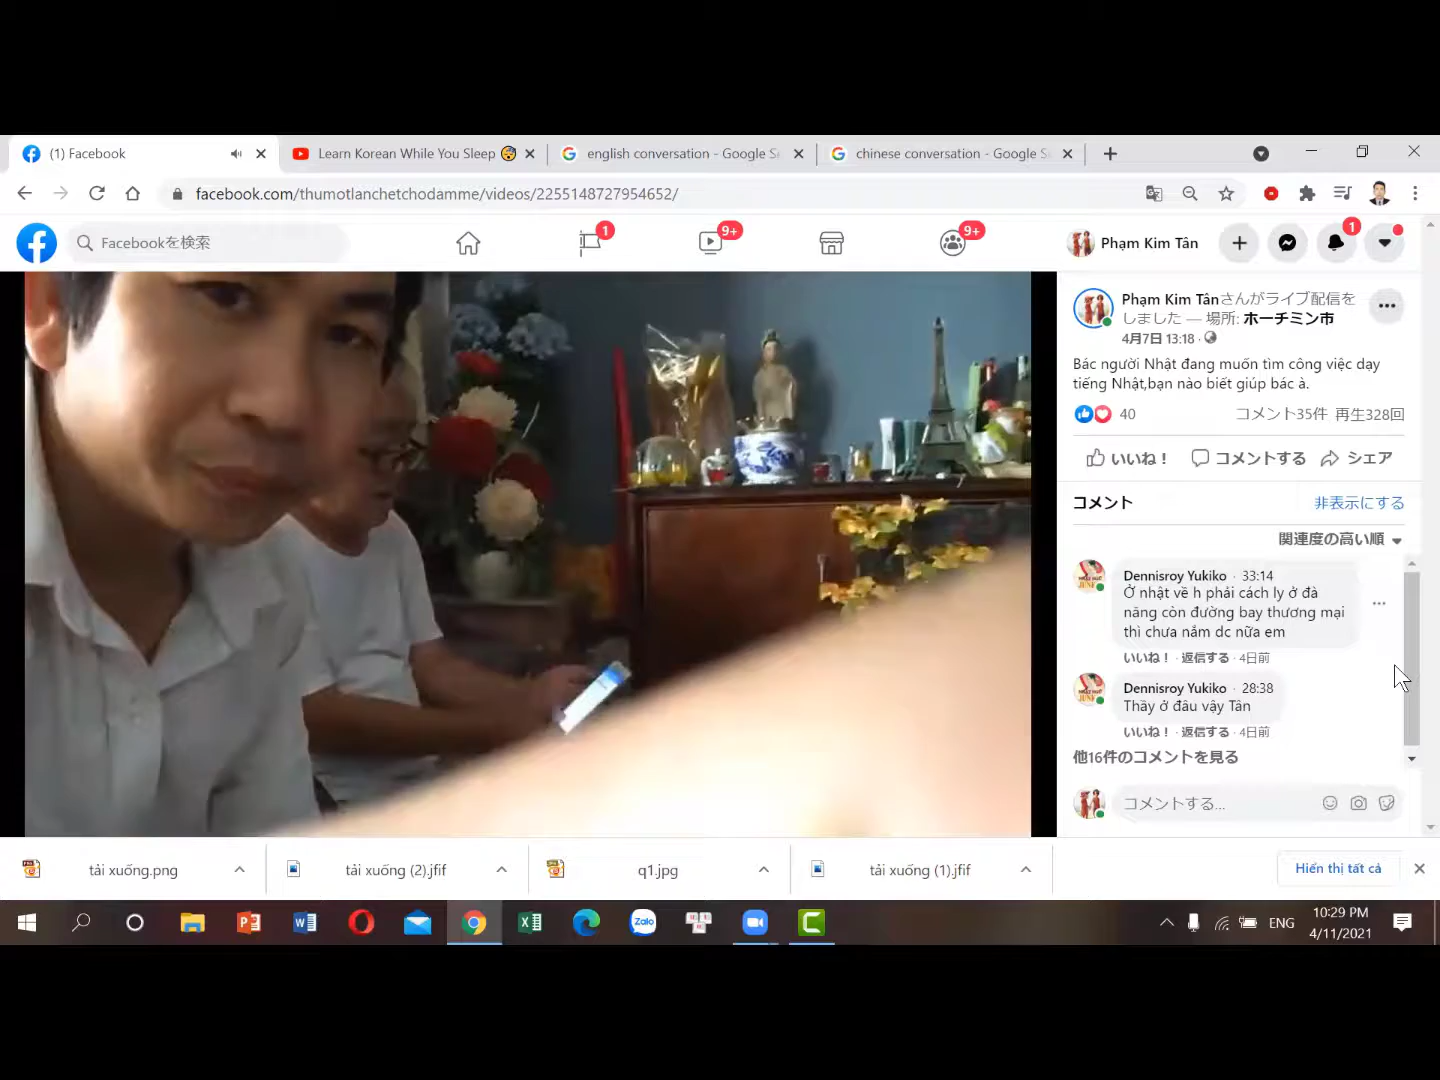 (1) Facebook
Learn Korean While You Sleep 😴
english conversation - Google S
chinese conversation - Google S
facebook.com/thumotlanchetchodamme/videos/2255148727954652/
Facebookを検索
1
9+
9+
Phạm Kim Tân
1
Phạm Kim Tânさんがライブ配信を
しました — 場所: ホーチミン市
4月7日 13:18 ·
Bác người Nhật đang muốn tìm công việc dạy
tiếng Nhật,bạn nào biết giúp bác à.
40
コメント35件 再生328回
いいね！ コメントする シェア
コメント
非表示にする
関連度の高い順
Dennisroy Yukiko · 33:14
Ở nhật về h phải cách ly ở đà
nẵng còn đường bay thương mại
thì chưa nắm dc nữa em
いいね！ · 返信する · 4日前
Dennisroy Yukiko · 28:38
Thầy ở đâu vậy Tân
いいね！ · 返信する · 4日前
他16件のコメントを見る
コメントする...
tải xuống.png
tải xuống (2).jfif
q1.jpg
tải xuống (1).jfif
Hiển thị tất cả
Zalo
ENG
10:29 PM
4/11/2021